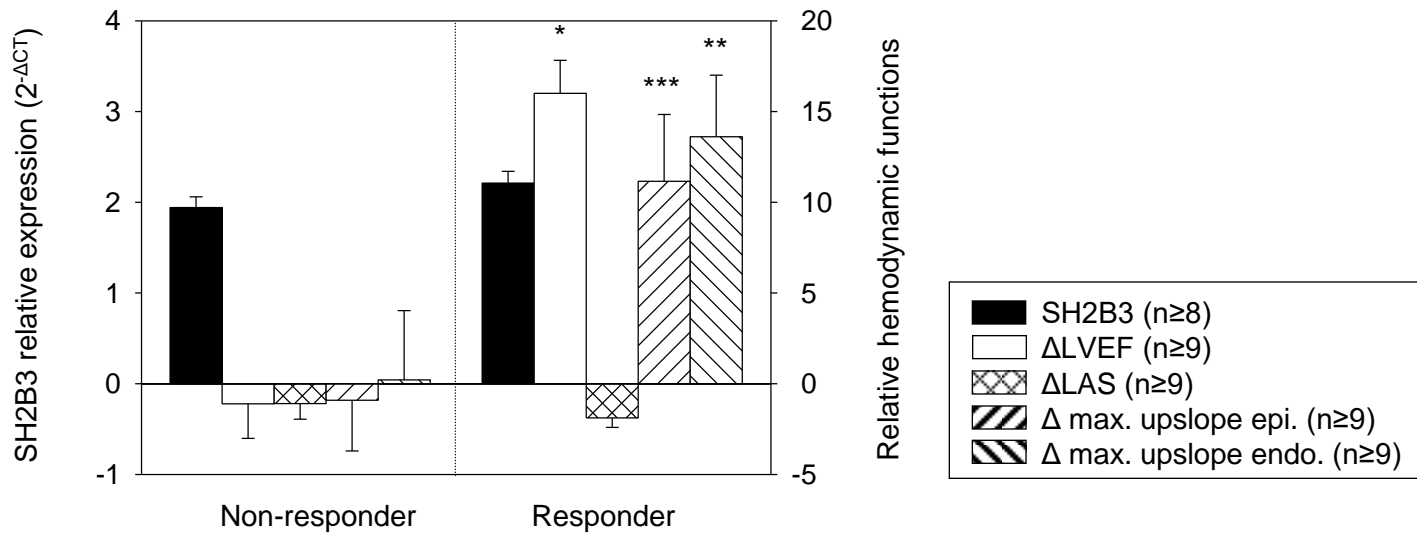 SH2B3 relative expression (2-ΔCT)
4
3
2
1
0
-1
*
***
**
20
15
10
5
0
-5
Relative hemodynamic functions
Non-responder
Responder
SH2B3 (n≥8)
ΔLVEF (n≥9)
ΔLAS (n≥9)
Δ max. upslope epi. (n≥9)
Δ max. upslope endo. (n≥9)